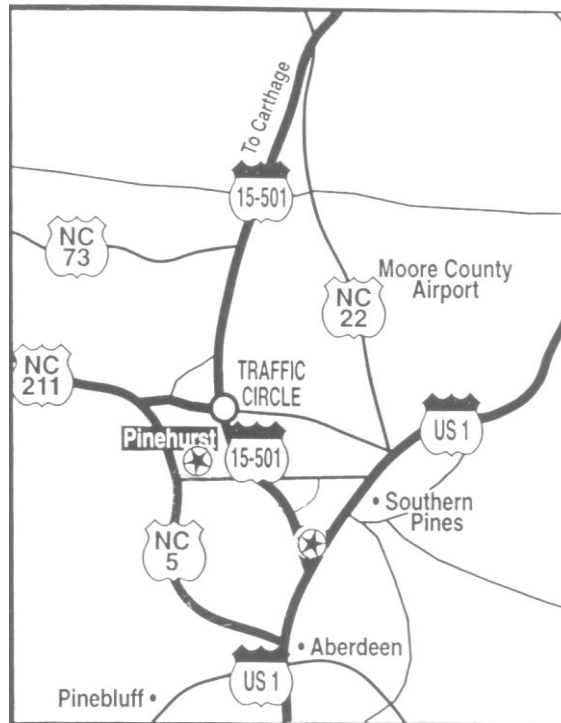 To Carthage
15-501
NC
73
Moore County
Airport
NC
22
NC
211
TRAFFIC
CIRCLE
US 1
Pinehurst
15-501
Southern
Pines
NC
5
Aberdeen
US 1
Pinebluff